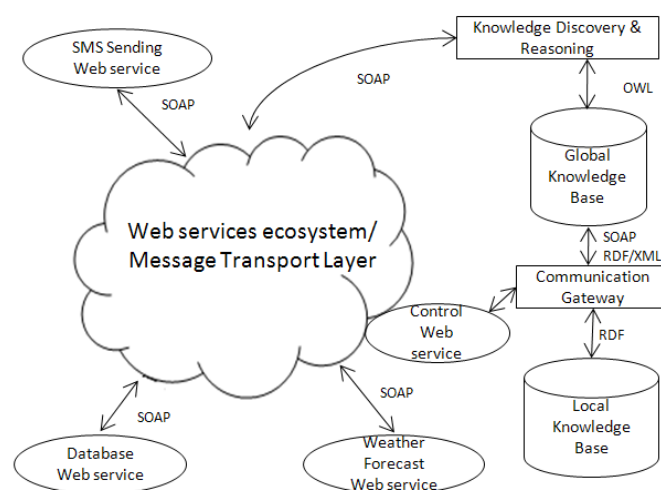 SMS Sending
Web service
SOAP
SOAP
Knowledge Discovery &
Reasoning
OWL
Global
Knowledge
Base
SOAP
RDF/XML
Communication
Gateway
RDF
Local
Knowledge
Base
Web services ecosystem/
Message Transport Layer
Control
Web
service
SOAP
Database
Web service
SOAP
Weather
Forecast
Web service